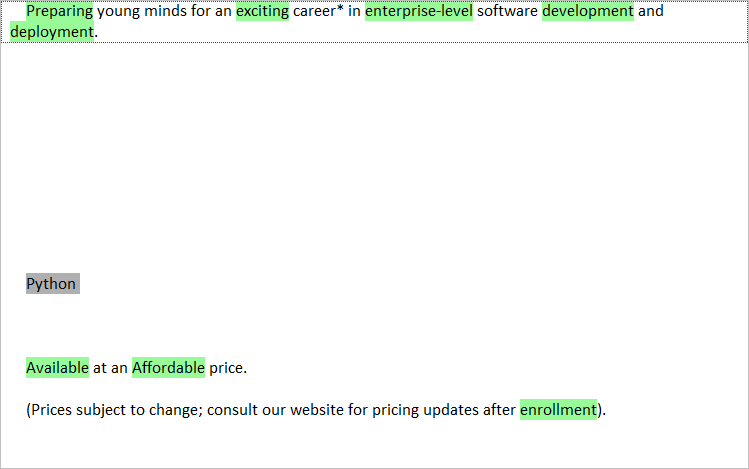 Preparing young minds for an exciting career* in enterprise-level software development and
deployment.
Python
Available at an Affordable price.
(Prices subject to change; consult our website for pricing updates after enrollment).